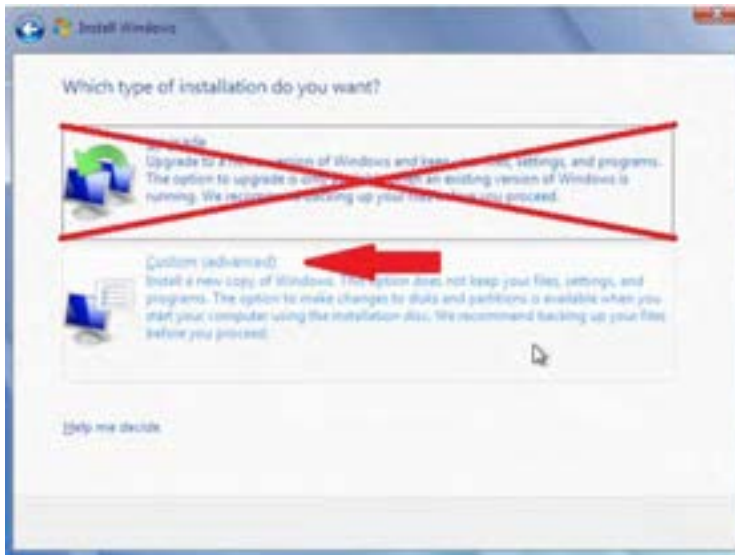 Install Windows
Which type of installation do you want?
Upgrade
Upgrade to a newer version of Windows and keep your files, settings, and programs.
The option to upgrade is only available when an existing version of Windows is
running. We recommend backing up your files before you proceed.
Custom (advanced)
Install a new copy of Windows. This option does not keep your files, settings, and
programs. The option to make changes to disks and partitions is available when you
start your computer using the installation disc. We recommend backing up your files
before you proceed.
Help me decide